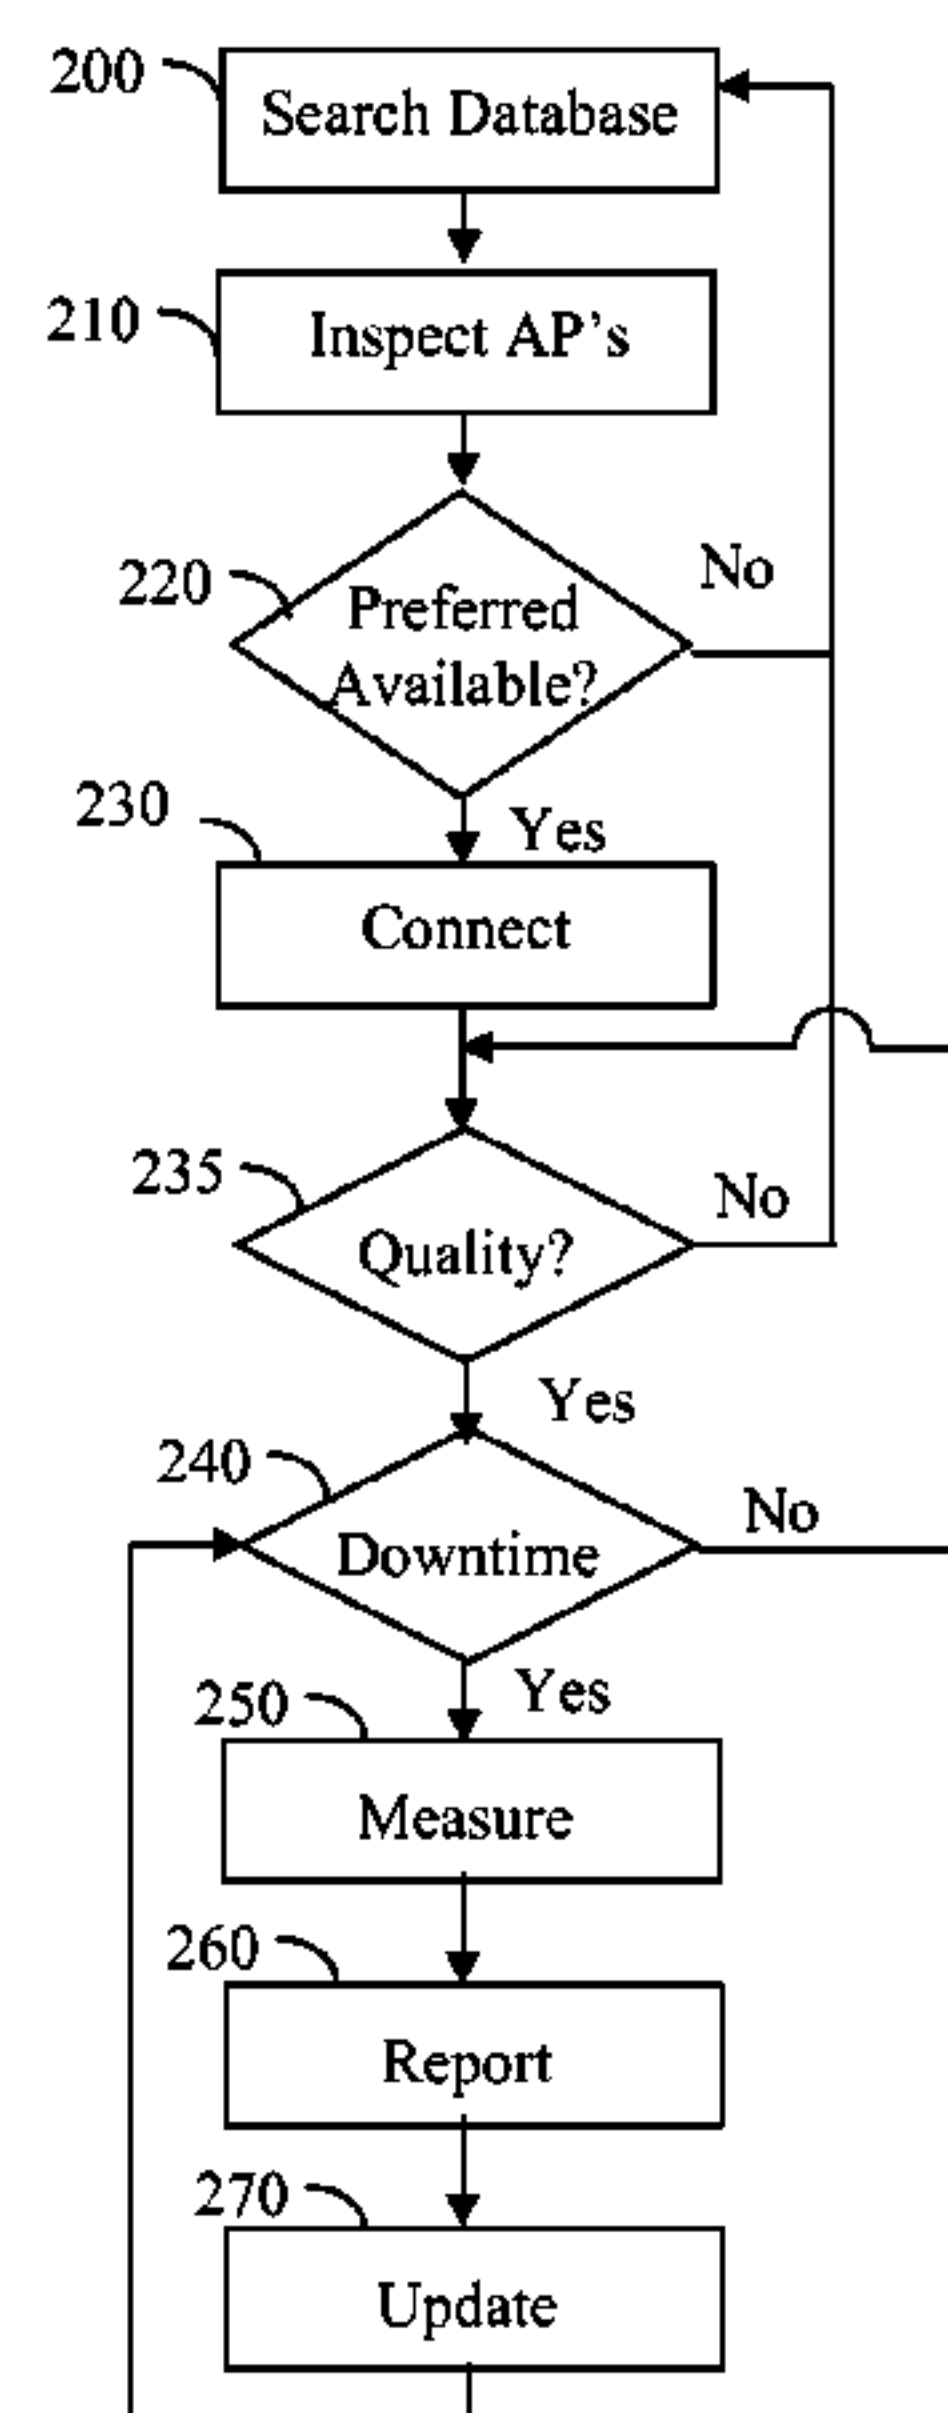 200
Search Database
210
Inspect AP's
220
Preferred
Available?
No
230
Yes
Connect
235
Quality?
No
Yes
240
Downtime
No
Yes
250
Measure
260
Report
270
Update